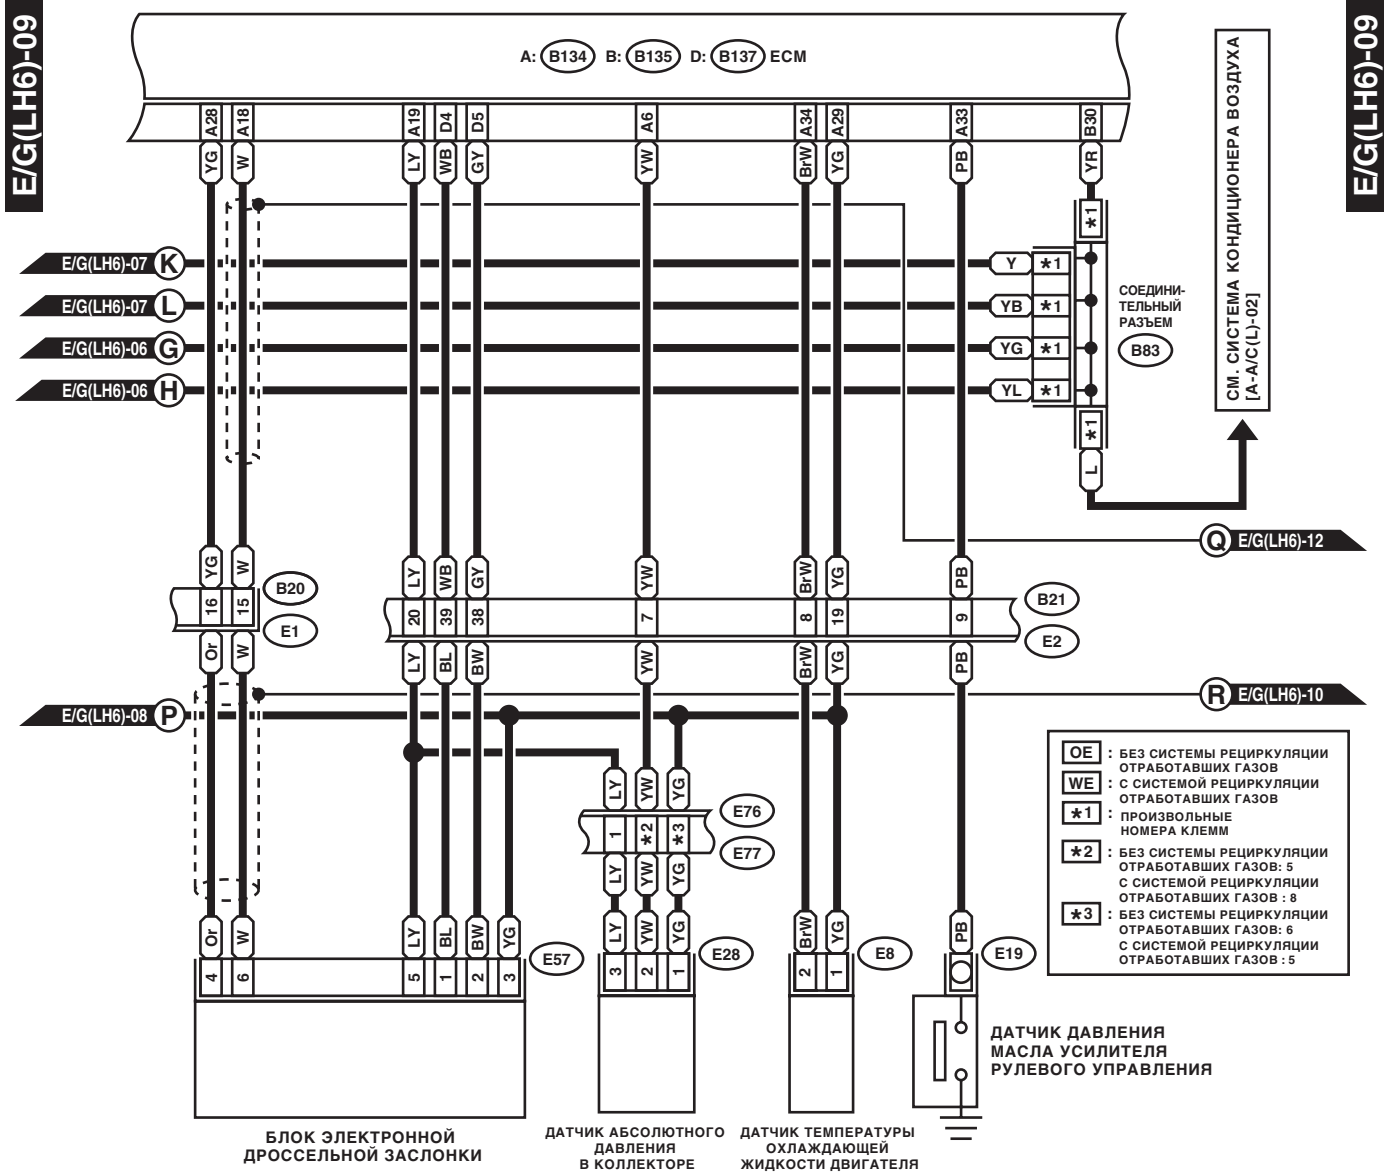 E/G(LH6)-09
E/G(LH6)-09
A: B134 B: B135 D: B137 ECM
A28 A18 A19 D4 D5 A6 A34 A29 A33 B30
YG W LY WB GY YW BrW YG PB YR
*1
E/G(LH6)-07 K Y *1
E/G(LH6)-07 L YB *1
E/G(LH6)-06 G YG *1
E/G(LH6)-06 H YL *1
СОЕДИНИ-
ТЕЛЬНЫЙ
РАЗЪЕМ
B83
*1
L
СМ. СИСТЕМА КОНДИЦИОНЕРА ВОЗДУХА
[A-A/C(L)-02]
Q E/G(LH6)-12
YG W LY WB GY YW BrW YG PB
B20
B21
16 15 20 39 38 7 8 19 9
E1
E2
Or W LY BL BW YW BrW YG PB
R E/G(LH6)-10
E/G(LH6)-08 P
LY YW YG
E76
1 *2 *3
E77
LY YW YG
OE : БЕЗ СИСТЕМЫ РЕЦИРКУЛЯЦИИ
ОТРАБОТАВШИХ ГАЗОВ
WE : С СИСТЕМОЙ РЕЦИРКУЛЯЦИИ
ОТРАБОТАВШИХ ГАЗОВ
*1 : ПРОИЗВОЛЬНЫЕ
НОМЕРА КЛЕММ
*2 : БЕЗ СИСТЕМЫ РЕЦИРКУЛЯЦИИ
ОТРАБОТАВШИХ ГАЗОВ: 5
С СИСТЕМОЙ РЕЦИРКУЛЯЦИИ
ОТРАБОТАВШИХ ГАЗОВ : 8
*3 : БЕЗ СИСТЕМЫ РЕЦИРКУЛЯЦИИ
ОТРАБОТАВШИХ ГАЗОВ: 6
С СИСТЕМОЙ РЕЦИРКУЛЯЦИИ
ОТРАБОТАВШИХ ГАЗОВ : 5
Or W LY BL BW YG LY YW YG BrW YG PB
E57
E28
E8
E19
4 6 5 1 2 3 3 2 1 2 1
ДАТЧИК ДАВЛЕНИЯ
МАСЛА УСИЛИТЕЛЯ
РУЛЕВОГО УПРАВЛЕНИЯ
БЛОК ЭЛЕКТРОННОЙ
ДРОССЕЛЬНОЙ ЗАСЛОНКИ
ДАТЧИК АБСОЛЮТНОГО
ДАВЛЕНИЯ
В КОЛЛЕКТОРЕ
ДАТЧИК ТЕМПЕРАТУРЫ
ОХЛАЖДАЮЩЕЙ
ЖИДКОСТИ ДВИГАТЕЛЯ